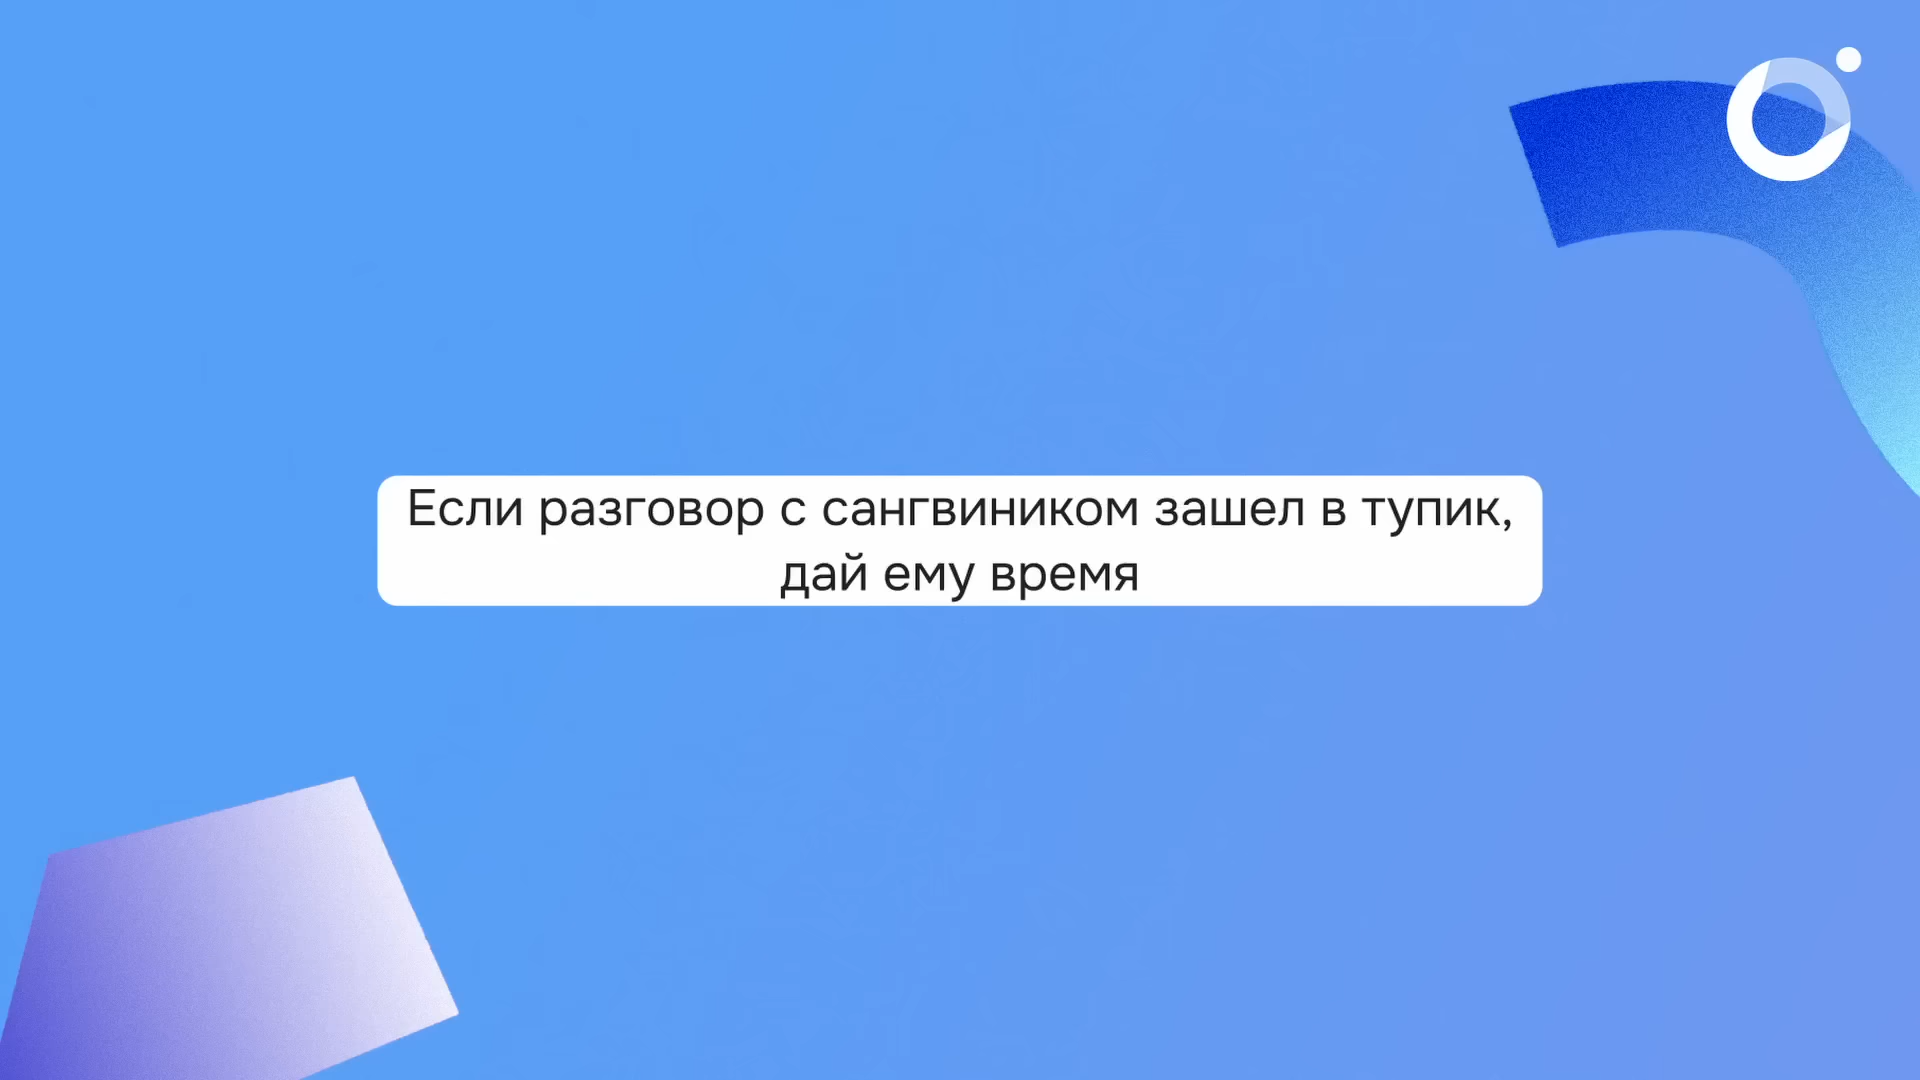 Если разговор с сангвиником зашел в тупик,
дай ему время